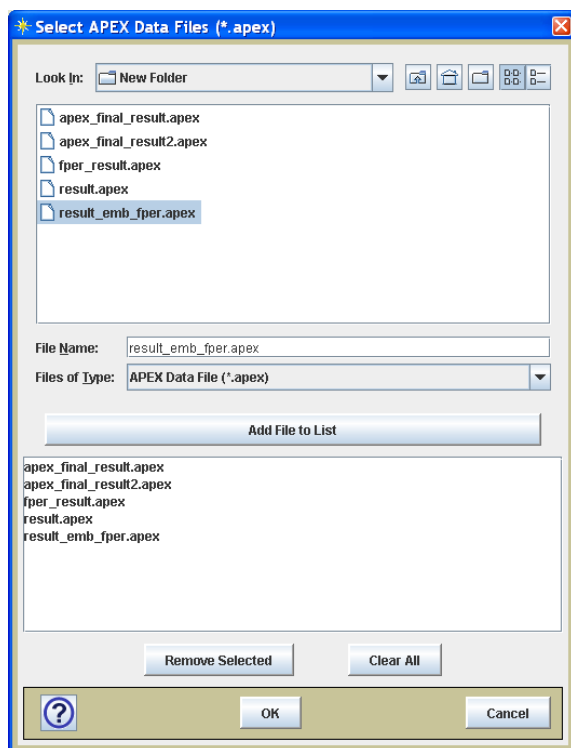 Select APEX Data Files (*.apex)
Look In: New Folder
apex_final_result.apex
apex_final_result2.apex
fper_result.apex
result.apex
result_emb_fper.apex
File Name: result_emb_fper.apex
Files of Type: APEX Data File (*.apex)
Add File to List
apex_final_result.apex
apex_final_result2.apex
fper_result.apex
result.apex
result_emb_fper.apex
Remove Selected Clear All
? OK Cancel